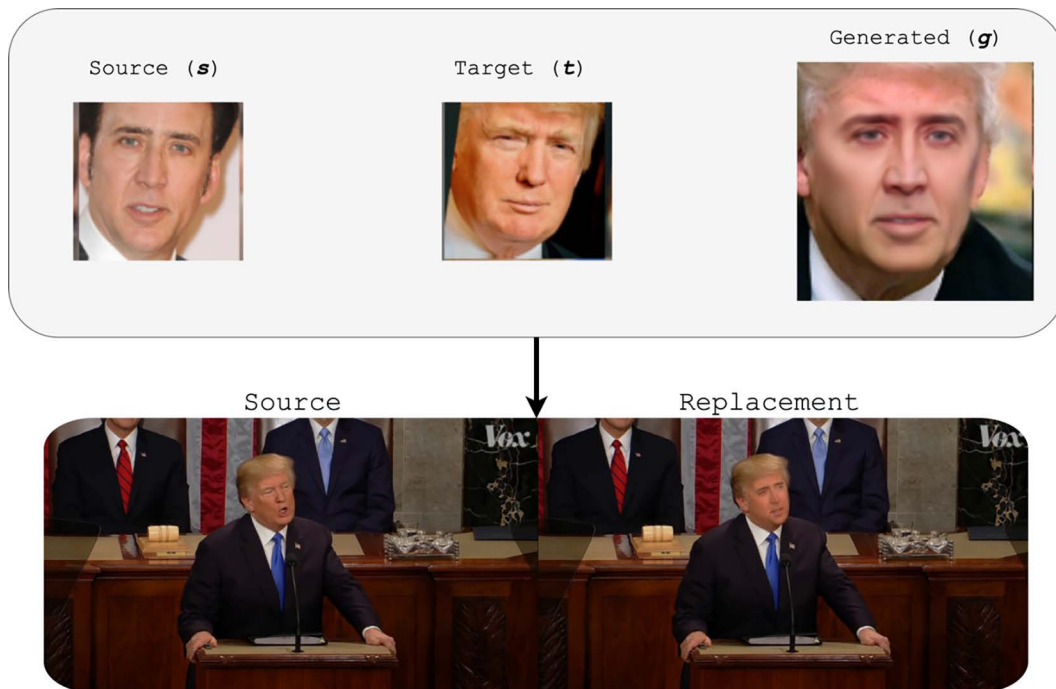 Source (s)
Target (t)
Generated (g)
Source
Replacement
Vox
Vox